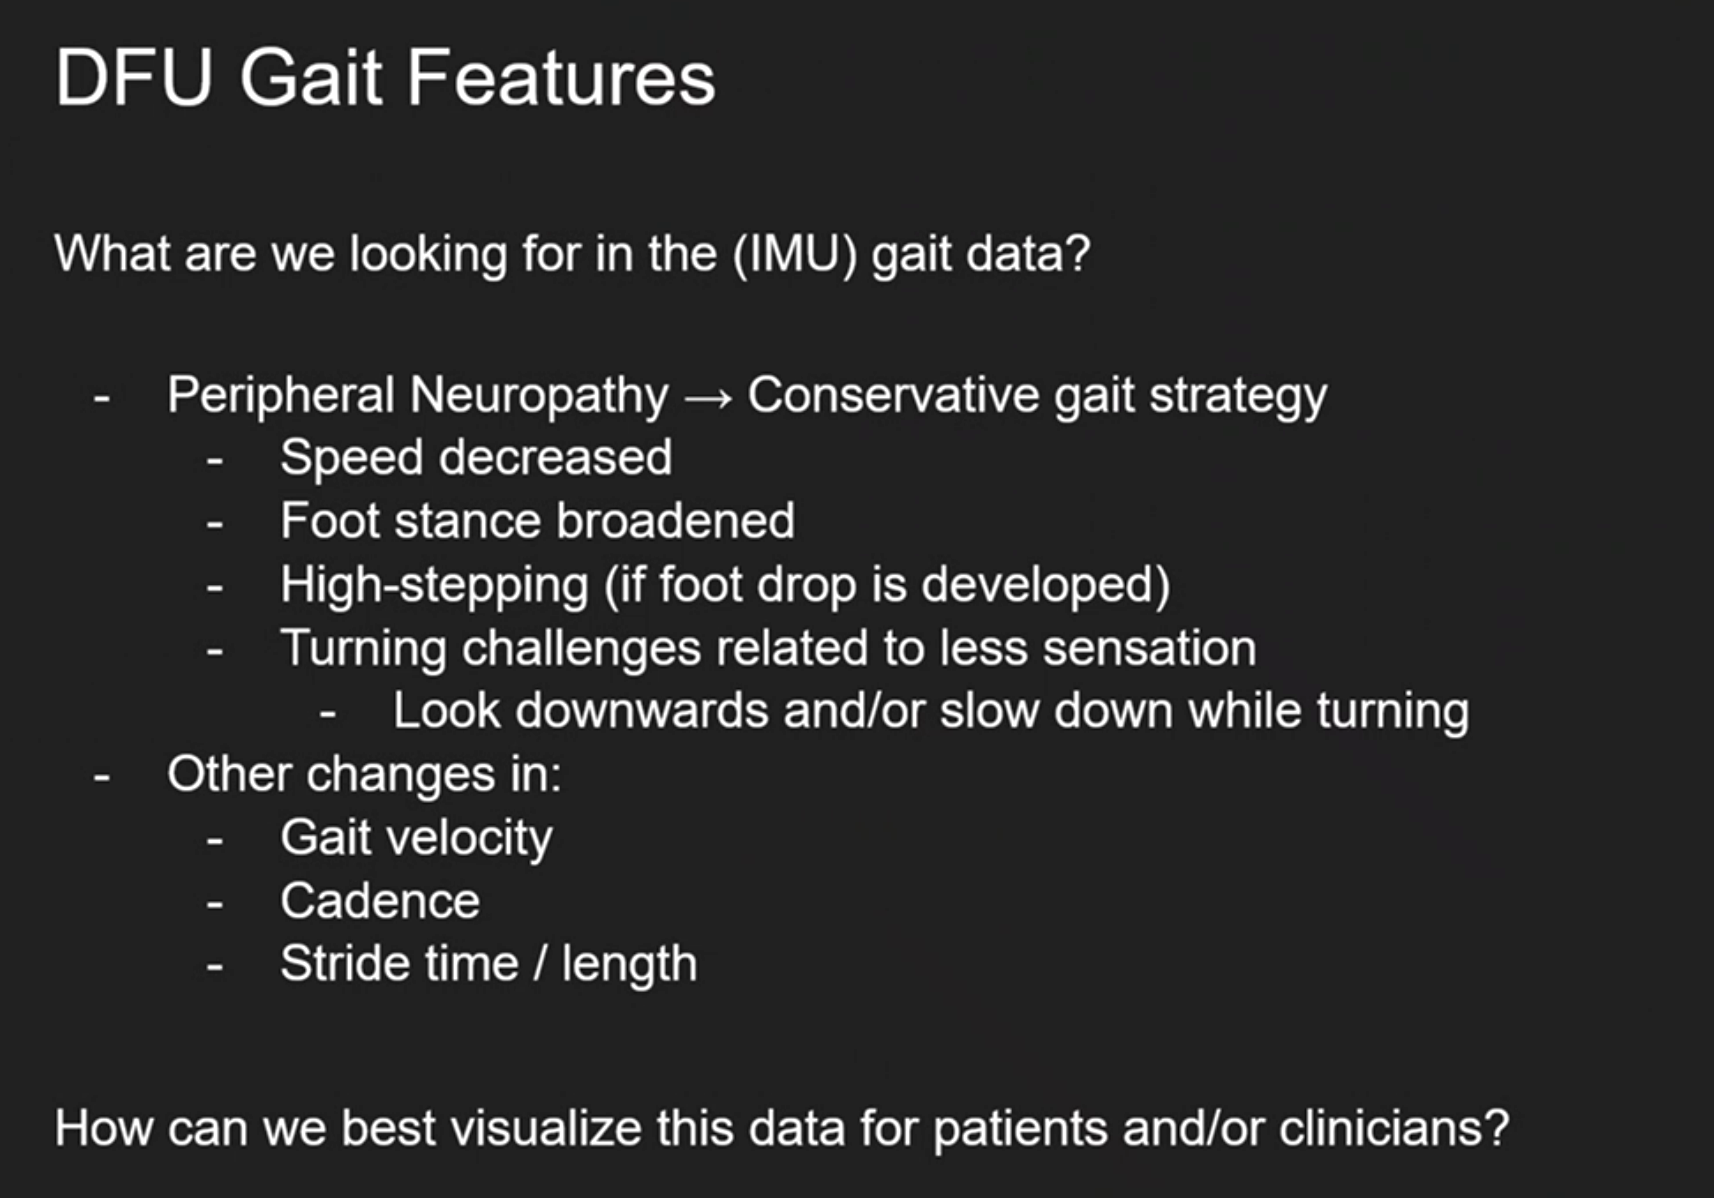 DFU Gait Features
What are we looking for in the (IMU) gait data?
- Peripheral Neuropathy → Conservative gait strategy
- Speed decreased
- Foot stance broadened
- High-stepping (if foot drop is developed)
- Turning challenges related to less sensation
- Look downwards and/or slow down while turning
- Other changes in:
- Gait velocity
- Cadence
- Stride time / length
How can we best visualize this data for patients and/or clinicians?